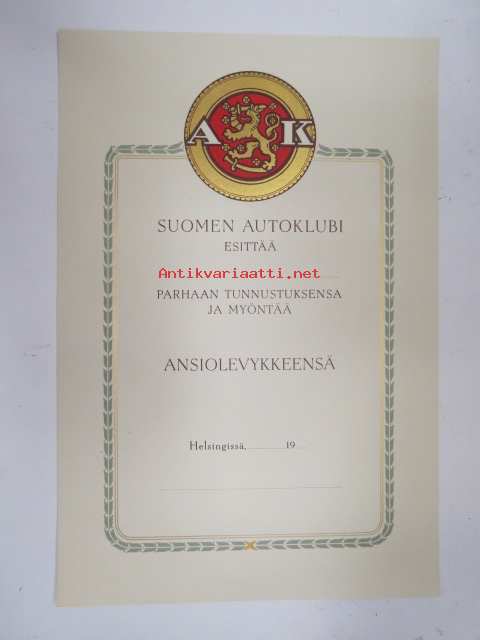 A K
SUOMEN AUTOKLUBI
ESITTÄÄ
Antikvariaatti.net
PARHAAN TUNNUSTUKSENSA
JA MYÖNTÄÄ
ANSIOLEVYKKEENSÄ
Helsingissä, 19